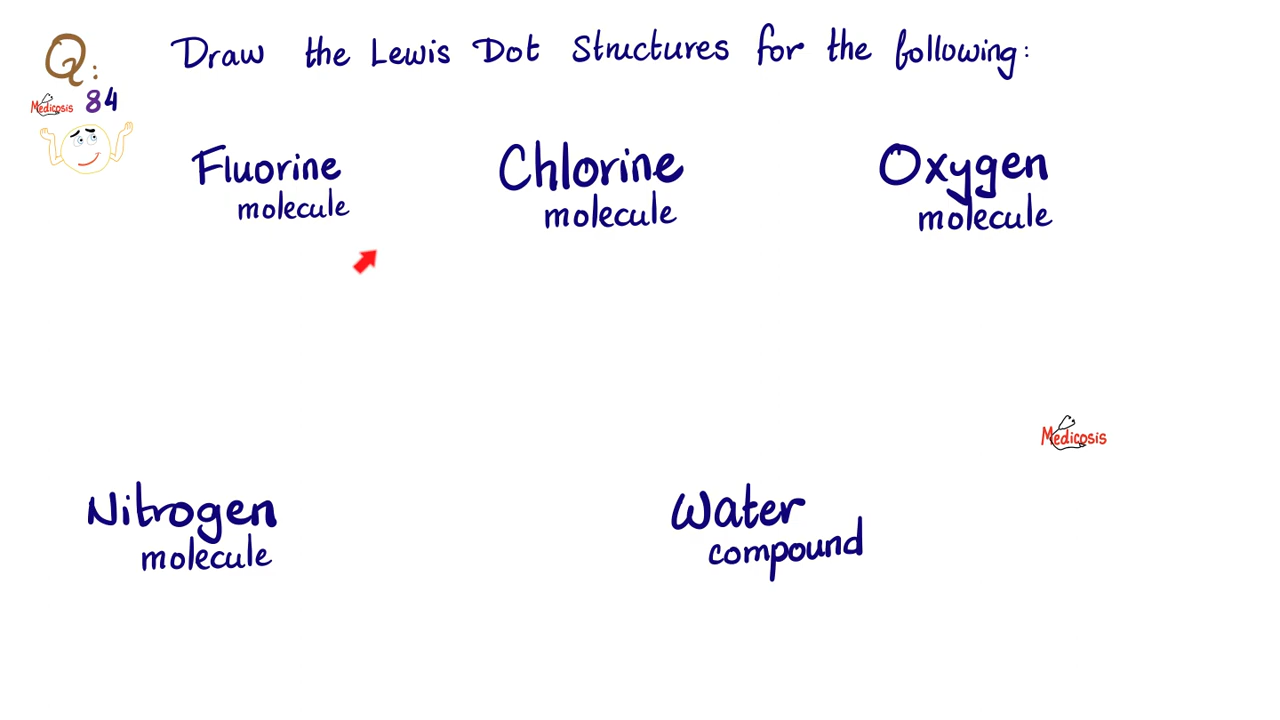 Q:
Draw the Lewis Dot Structures for the following:
Medicosis 84
Fluorine
molecule
Chlorine
molecule
Oxygen
molecule
Medicosis
Nitrogen
molecule
Water
compound